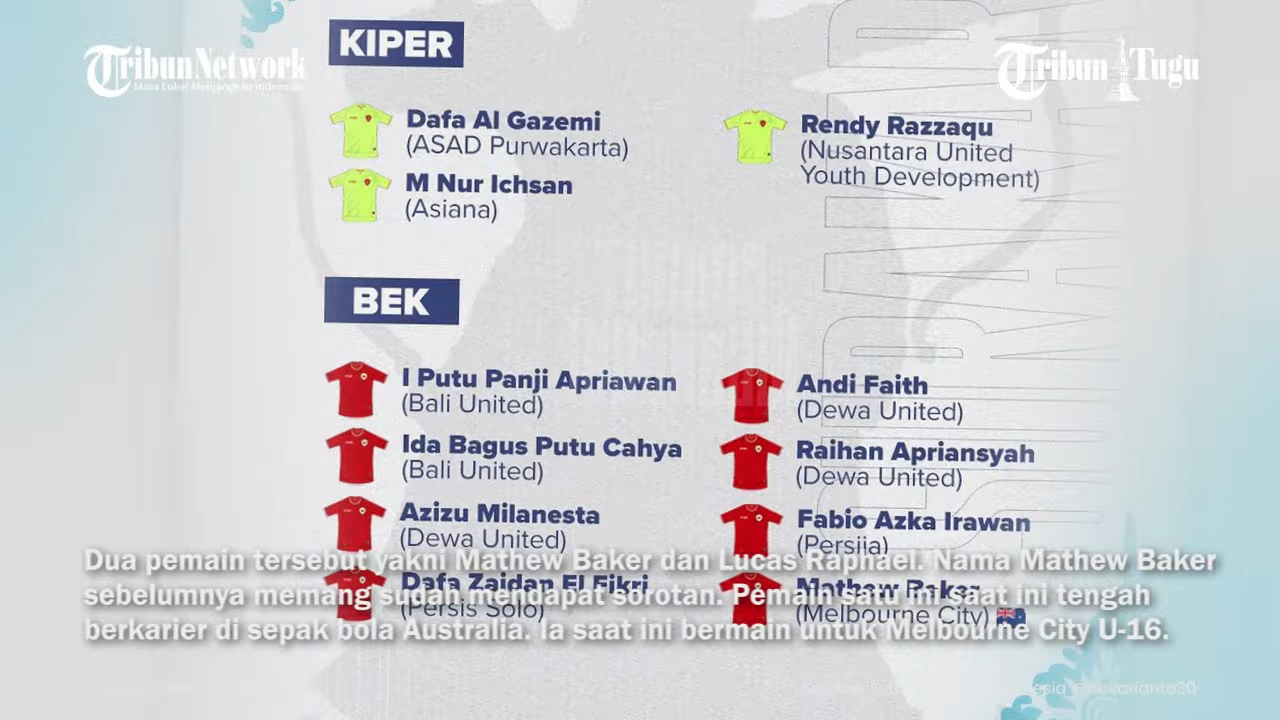 KIPER
TribunNetwork
Mata Lokal Menjangkau Indonesia
Tribun Tugu
Dafa Al Gazemi
(ASAD Purwakarta)
M Nur Ichsan
(Asiana)
Rendy Razzaqu
(Nusantara United
Youth Development)
BEK
I Putu Panji Apriawan
(Bali United)
Ida Bagus Putu Cahya
(Bali United)
Azizu Milanesta
(Dewa United)
Dafa Zaidan El Fikri
(Persis Solo)
Andi Faith
(Dewa United)
Raihan Apriansyah
(Dewa United)
Fabio Azka Irawan
(Persija)
Mathew Baker
(Melbourne City)
Dua pemain tersebut yakni Mathew Baker dan Lucas Raphael. Nama Mathew Baker
sebelumnya memang sudah mendapat sorotan. Pemain satu ini saat ini tengah
berkarier di sepak bola Australia. Ia saat ini bermain untuk Melbourne City U-16.